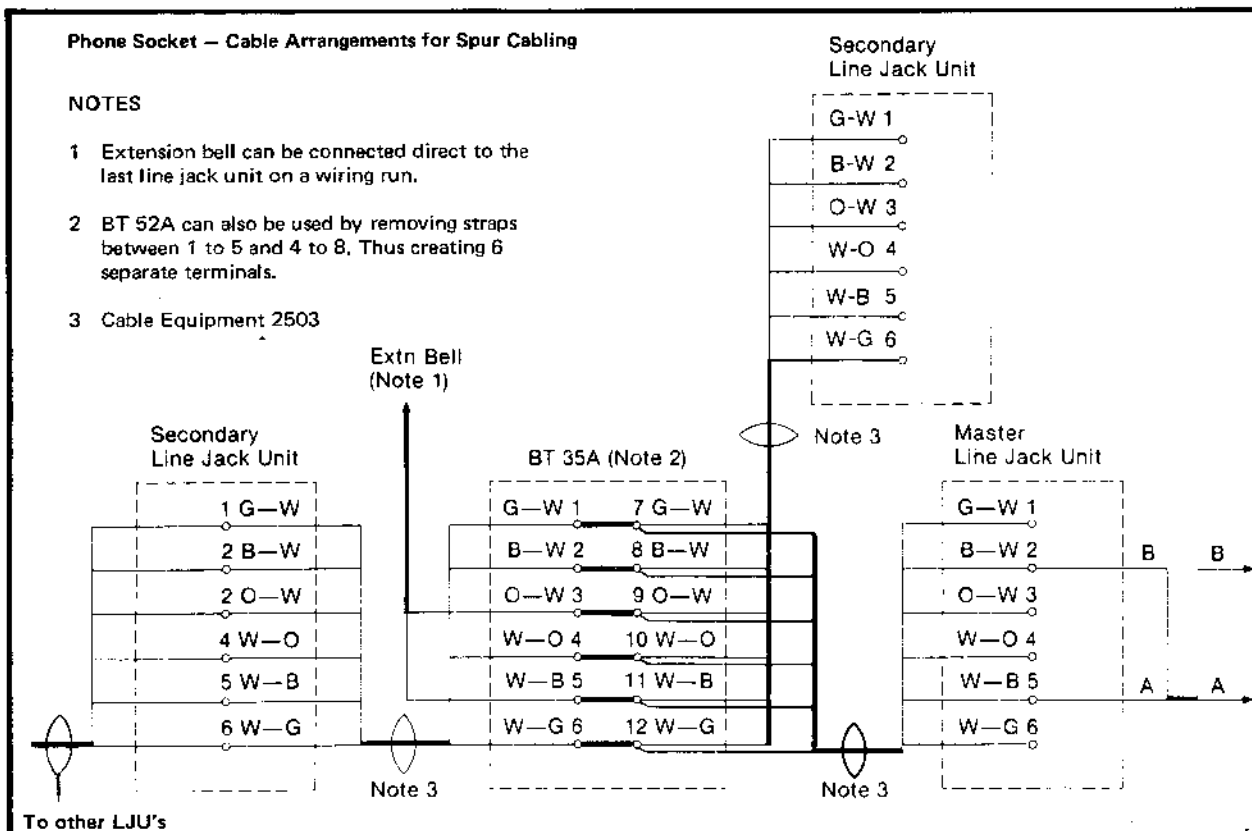 Phone Socket — Cable Arrangements for Spur Cabling
NOTES
1 Extension bell can be connected direct to the
last line jack unit on a wiring run.
2 BT 52A can also be used by removing straps
between 1 to 5 and 4 to 8, Thus creating 6
separate terminals.
3 Cable Equipment 2503
Secondary
Line Jack Unit
G-W 1
B-W 2
O-W 3
W-O 4
W-B 5
W-G 6
Extn Bell
(Note 1)
Note 3
Secondary
Line Jack Unit
1 G—W
2 B—W
2 O—W
4 W—O
5 W—B
6 W—G
Note 3
BT 35A (Note 2)
G—W 1 7 G—W
B—W 2 8 B—W
O—W 3 9 O—W
W—O 4 10 W—O
W—B 5 11 W—B
W—G 6 12 W—G
Note 3
Master
Line Jack Unit
G—W 1
B—W 2
O—W 3
W—O 4
W—B 5
W—G 6
B B
A A
To other LJU's